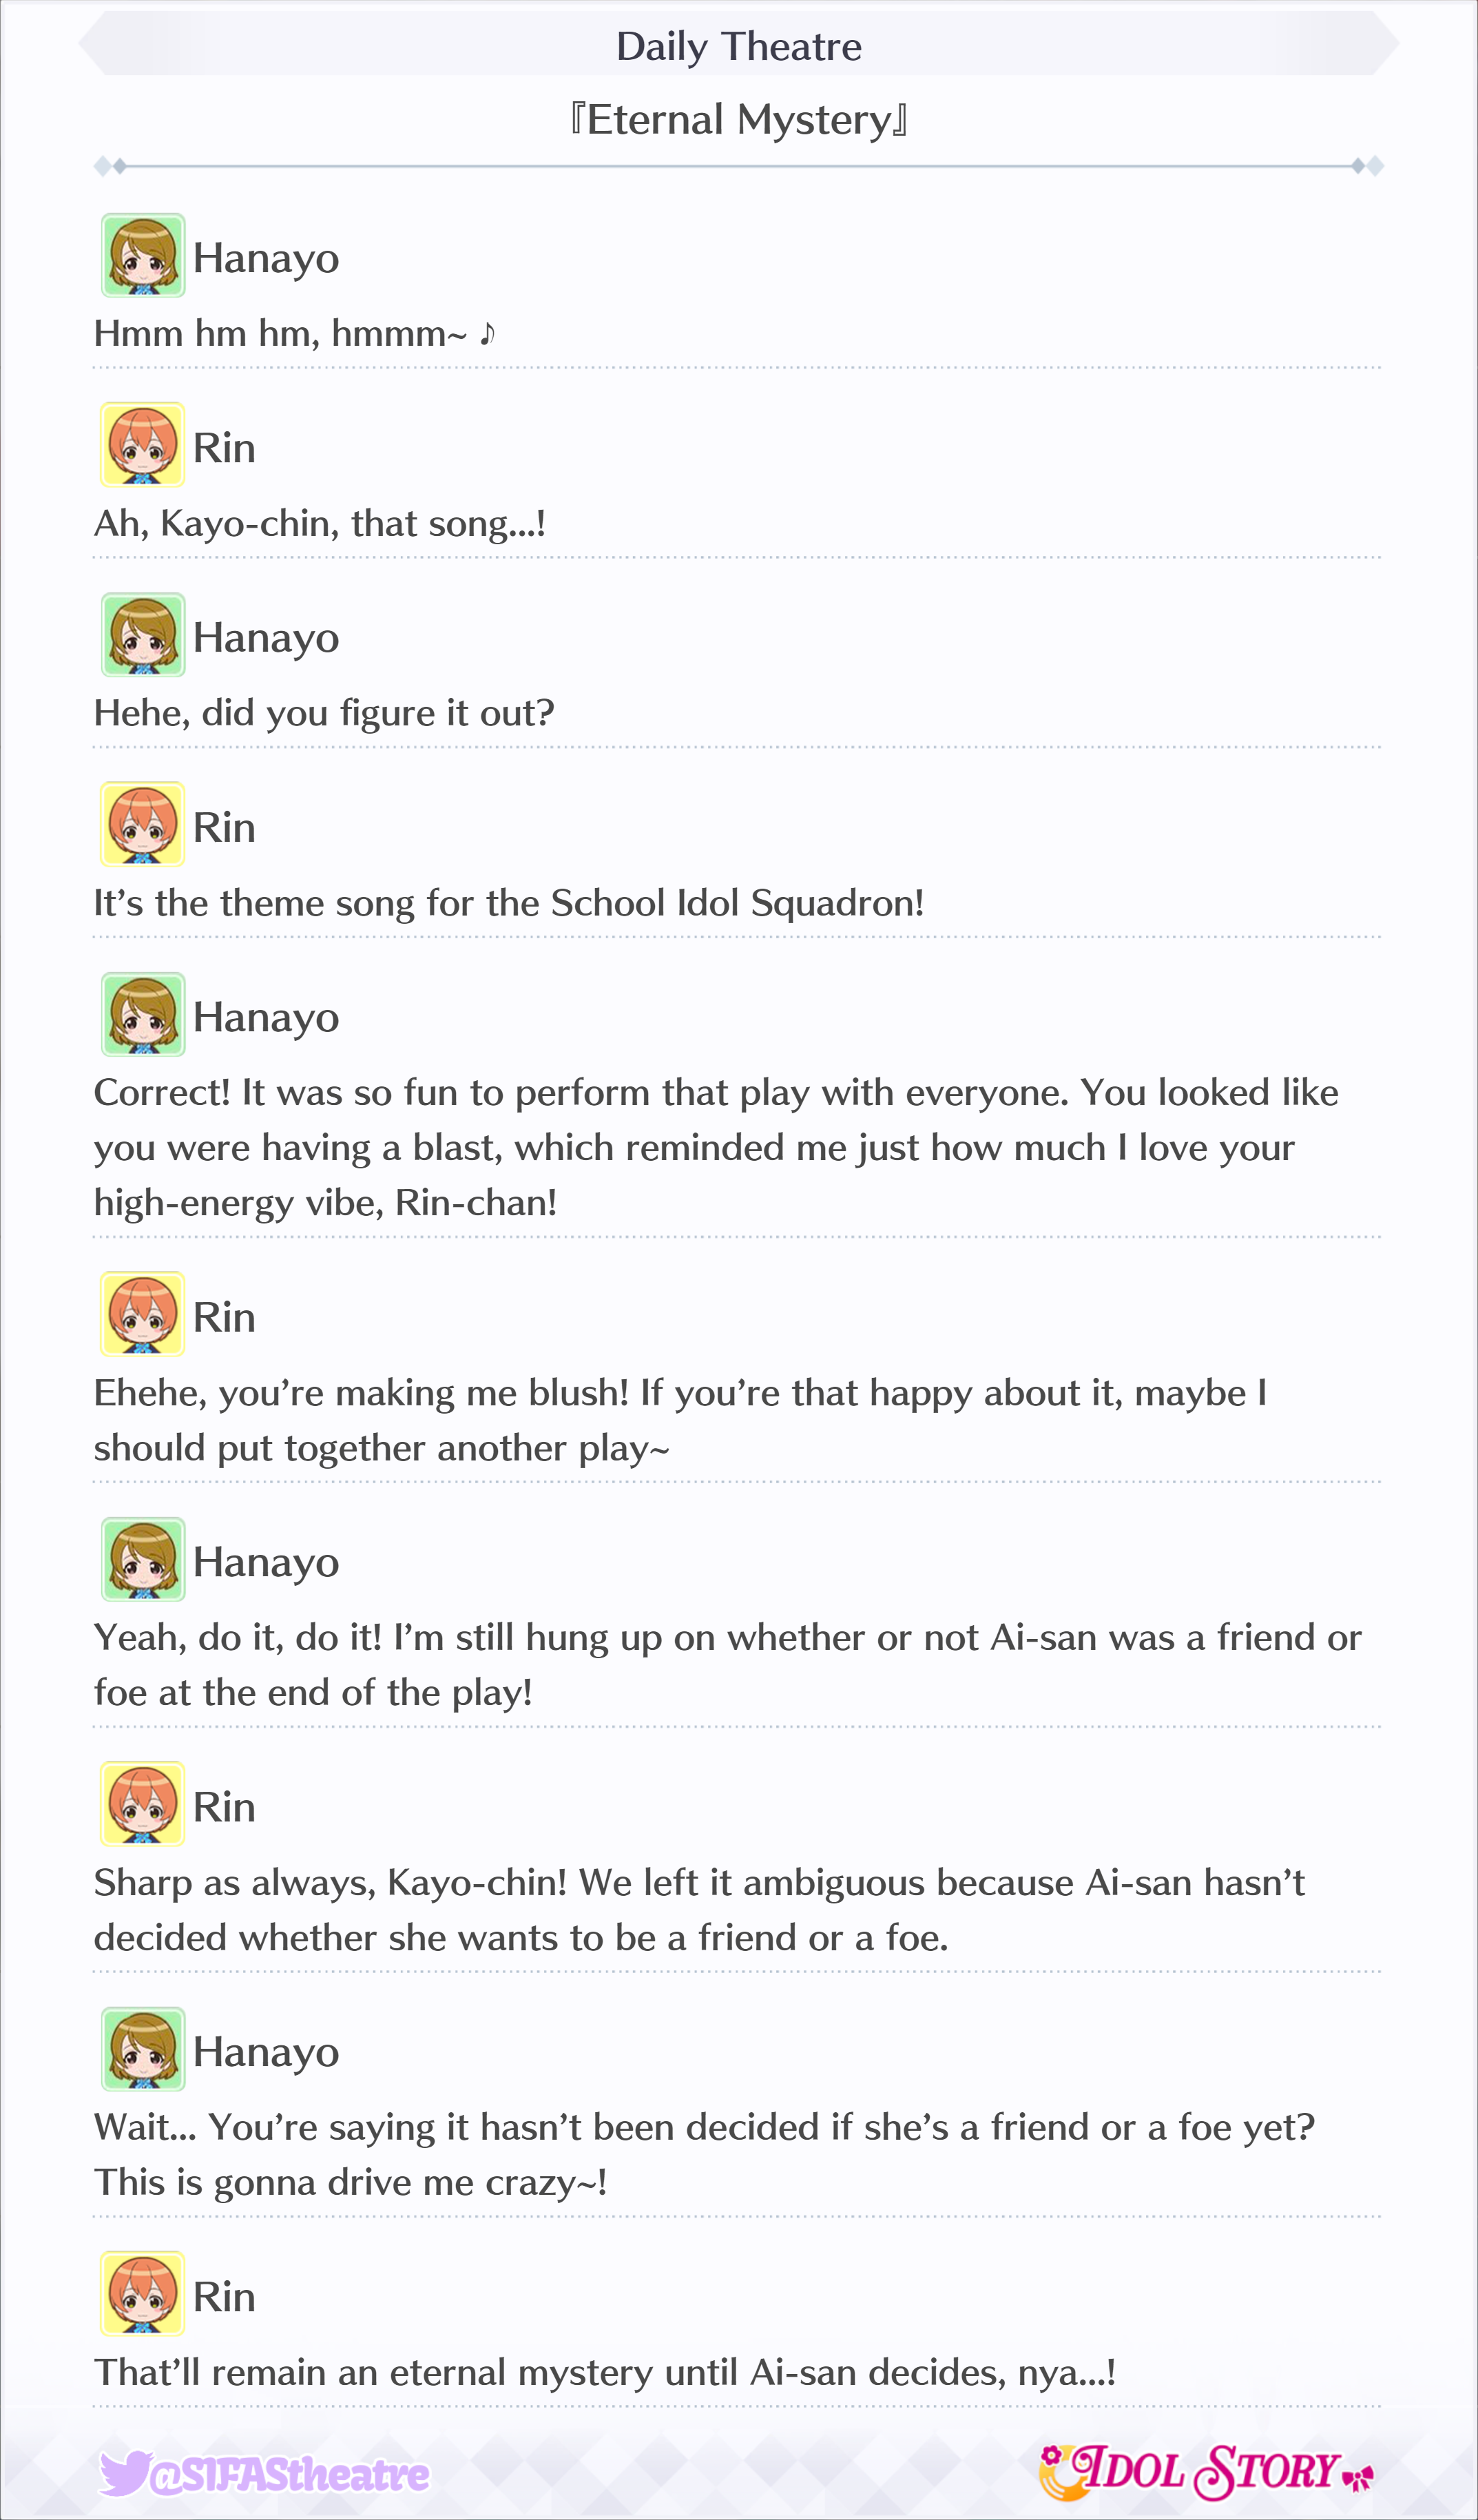 Daily Theatre
『Eternal Mystery』
Hanayo
Hmm hm hm, hmmm~ ♪
Rin
Ah, Kayo-chin, that song...!
Hanayo
Hehe, did you figure it out?
Rin
It’s the theme song for the School Idol Squadron!
Hanayo
Correct! It was so fun to perform that play with everyone. You looked like
you were having a blast, which reminded me just how much I love your
high-energy vibe, Rin-chan!
Rin
Ehehe, you’re making me blush! If you’re that happy about it, maybe I
should put together another play~
Hanayo
Yeah, do it, do it! I’m still hung up on whether or not Ai-san was a friend or
foe at the end of the play!
Rin
Sharp as always, Kayo-chin! We left it ambiguous because Ai-san hasn’t
decided whether she wants to be a friend or a foe.
Hanayo
Wait... You’re saying it hasn’t been decided if she’s a friend or a foe yet?
This is gonna drive me crazy~!
Rin
That’ll remain an eternal mystery until Ai-san decides, nya...!
@SIFAStheatre
IDOL STORY